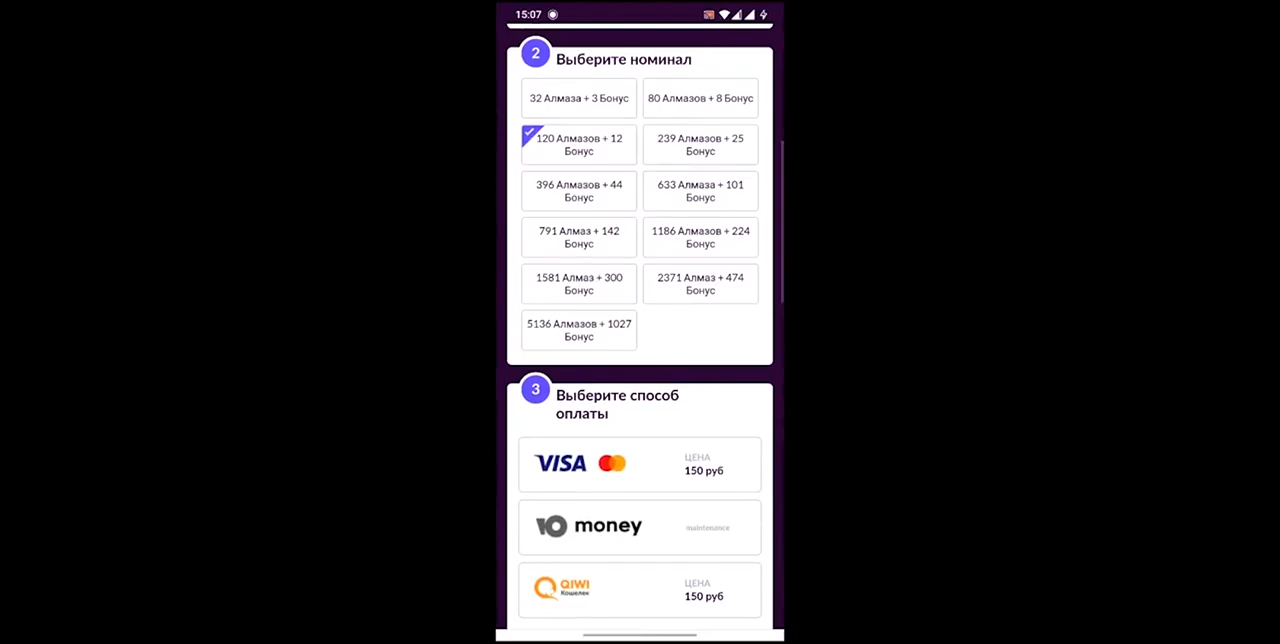 15:07
2
Выберите номинал
32 Алмаза + 3 Бонус
80 Алмазов + 8 Бонус
120 Алмазов + 12
Бонус
239 Алмазов + 25
Бонус
396 Алмазов + 44
Бонус
633 Алмаза + 101
Бонус
791 Алмаз + 142
Бонус
1186 Алмазов + 224
Бонус
1581 Алмаз + 300
Бонус
2371 Алмаз + 474
Бонус
5136 Алмазов + 1027
Бонус
3
Выберите способ
оплаты
VISA
ЦЕНА
150 руб
Ю money
maintenance
QIWI
Кошелек
ЦЕНА
150 руб